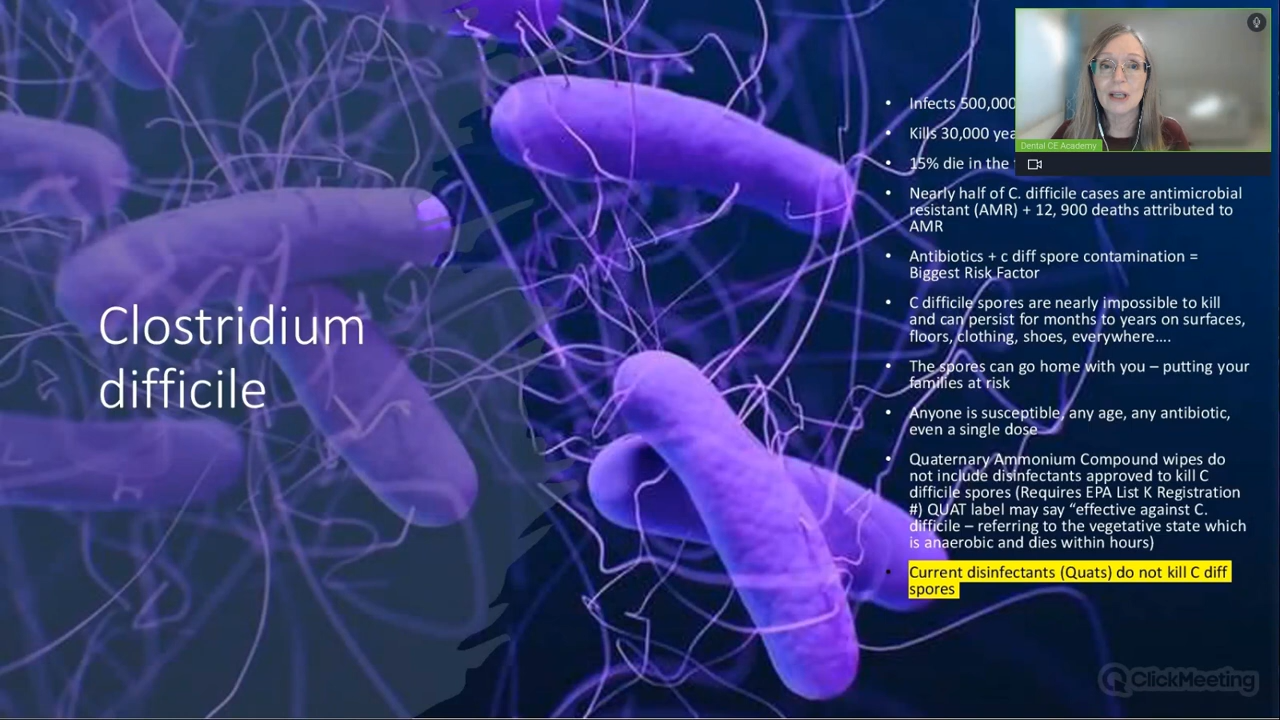 Clostridium
difficile
• Infects 500,000
• Kills 30,000
• 15% die in the
• Nearly half of C. difficile cases are antimicrobial
resistant (AMR) + 12, 900 deaths attributed to
AMR
• Antibiotics + c diff spore contamination =
Biggest Risk Factor
• C difficile spores are nearly impossible to kill
and can persist for months to years on surfaces,
floors, clothing, shoes, everywhere....
• The spores can go home with you – putting your
families at risk
• Anyone is susceptible, any age, any antibiotic,
even a single dose
• Quaternary Ammonium Compound wipes do
not include disinfectants approved to kill C
difficile spores (Requires EPA List K Registration
#) QUAT label may say “effective against C.
difficile – referring to the vegetative state which
is anaerobic and dies within hours)
• Current disinfectants (Quats) do not kill C diff
spores
Dental CE Academy
ClickMeeting